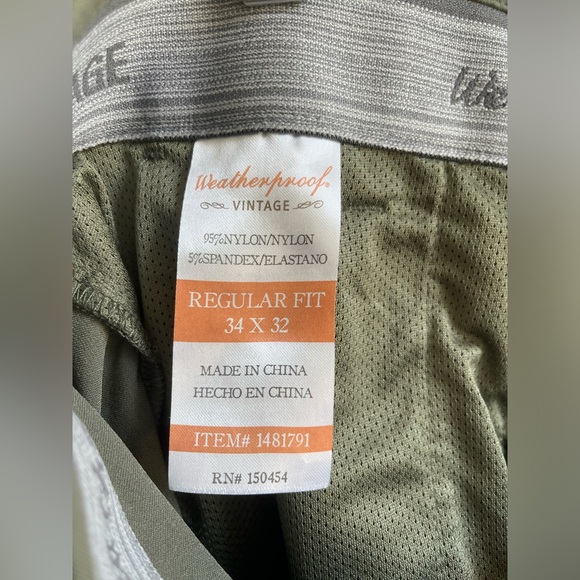 AGE
Weatherproof®
VINTAGE
95%NYLON/NYLON
5%SPANDEX/ELASTANO
REGULAR FIT
34 X 32
MADE IN CHINA
HECHO EN CHINA
ITEM# 1481791
RN# 150454